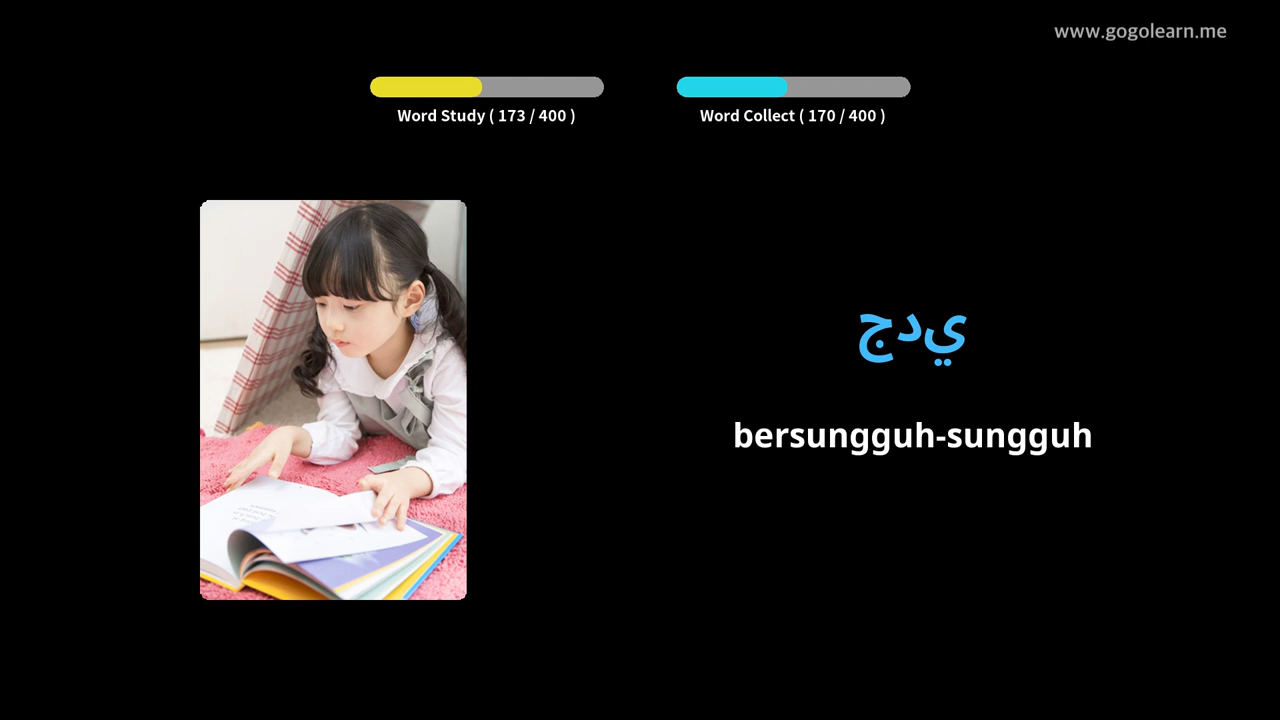 www.gogolearn.me
Word Study ( 173 / 400 )
Word Collect ( 170 / 400 )
جدي
bersungguh-sungguh